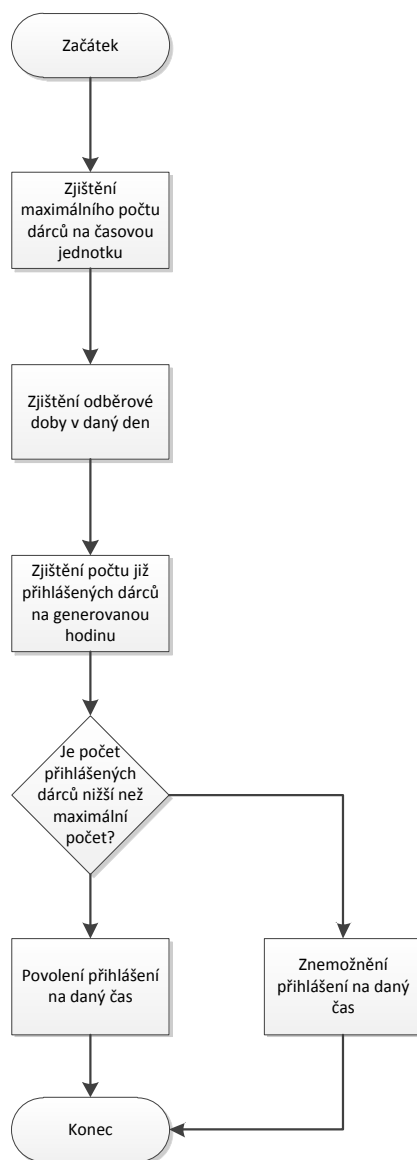 Začátek
Zjištění
maximálního počtu
dárců na časovou
jednotku
Zjištění odběrové
doby v daný den
Zjištění počtu již
přihlášených dárců
na generovanou
hodinu
Je počet
přihlášených
dárců nižší než
maximální
počet?
Povolení přihlášení
na daný čas
Znemožnění
přihlášení na daný
čas
Konec